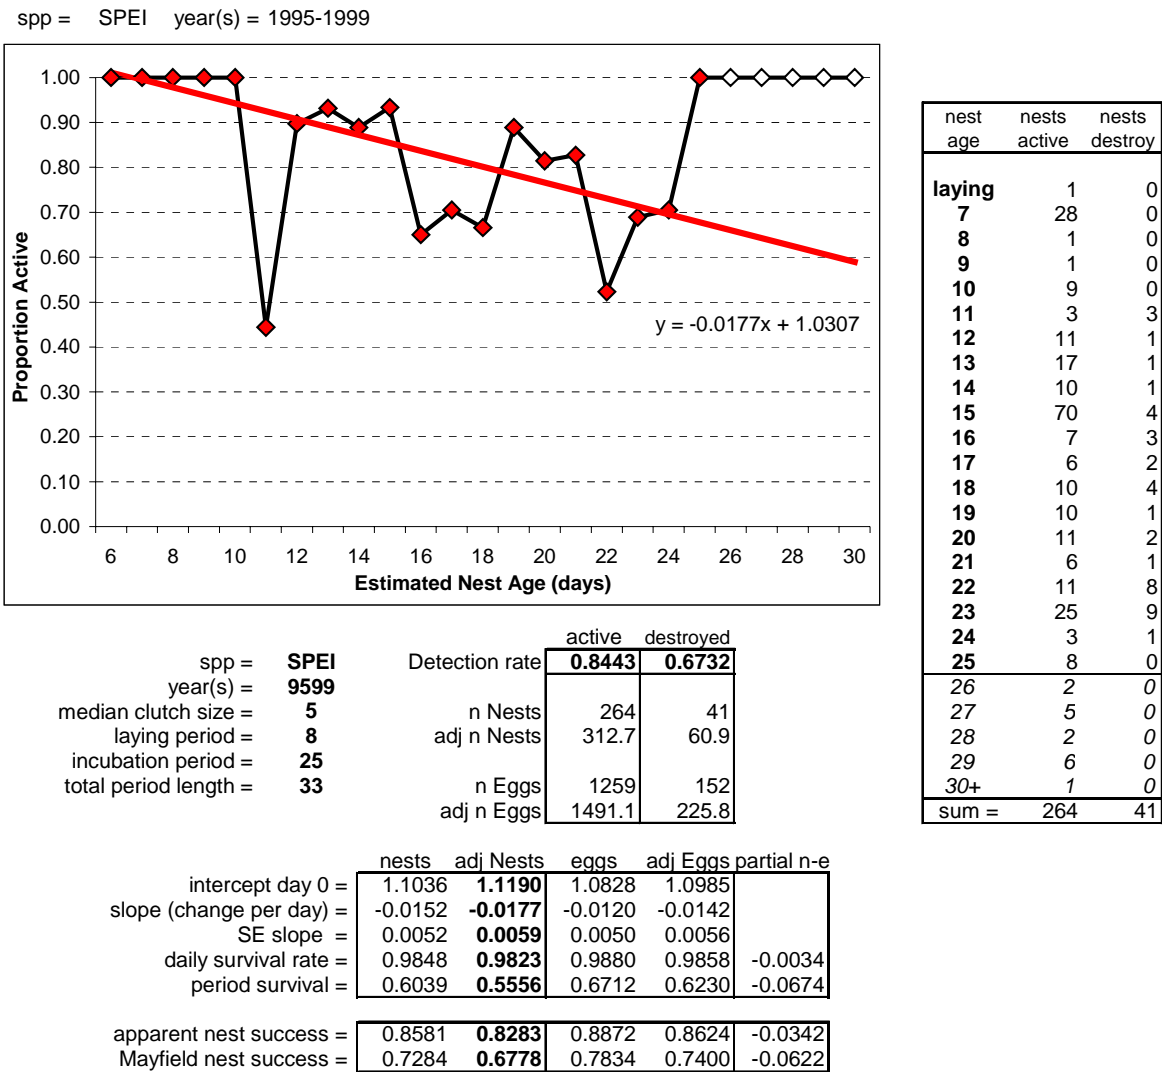 spp = SPEI year(s) = 1995-1999
1.00
0.90
0.80
0.70
0.60
0.50
0.40
0.30
0.20
0.10
0.00
Proportion Active
y = -0.0177x + 1.0307
6 8 10 12 14 16 18 20 22 24 26 28 30
Estimated Nest Age (days)
nest nests nests
age active destroy
laying 1 0
7 28 0
8 1 0
9 1 0
10 9 0
11 3 3
12 11 1
13 17 1
14 10 1
15 70 4
16 7 3
17 6 2
18 10 4
19 10 1
20 11 2
21 6 1
22 11 8
23 25 9
24 3 1
25 8 0
26 2 0
27 5 0
28 2 0
29 6 0
30+ 1 0
sum = 264 41
spp = SPEI
year(s) = 9599
median clutch size = 5
laying period = 8
incubation period = 25
total period length = 33
active destroyed
Detection rate 0.8443 0.6732
n Nests 264 41
adj n Nests 312.7 60.9
n Eggs 1259 152
adj n Eggs 1491.1 225.8
nests adj Nests eggs adj Eggs partial n-e
intercept day 0 = 1.1036 1.1190 1.0828 1.0985
slope (change per day) = -0.0152 -0.0177 -0.0120 -0.0142
SE slope = 0.0052 0.0059 0.0050 0.0056
daily survival rate = 0.9848 0.9823 0.9880 0.9858 -0.0034
period survival = 0.6039 0.5556 0.6712 0.6230 -0.0674
apparent nest success = 0.8581 0.8283 0.8872 0.8624 -0.0342
Mayfield nest success = 0.7284 0.6778 0.7834 0.7400 -0.0622